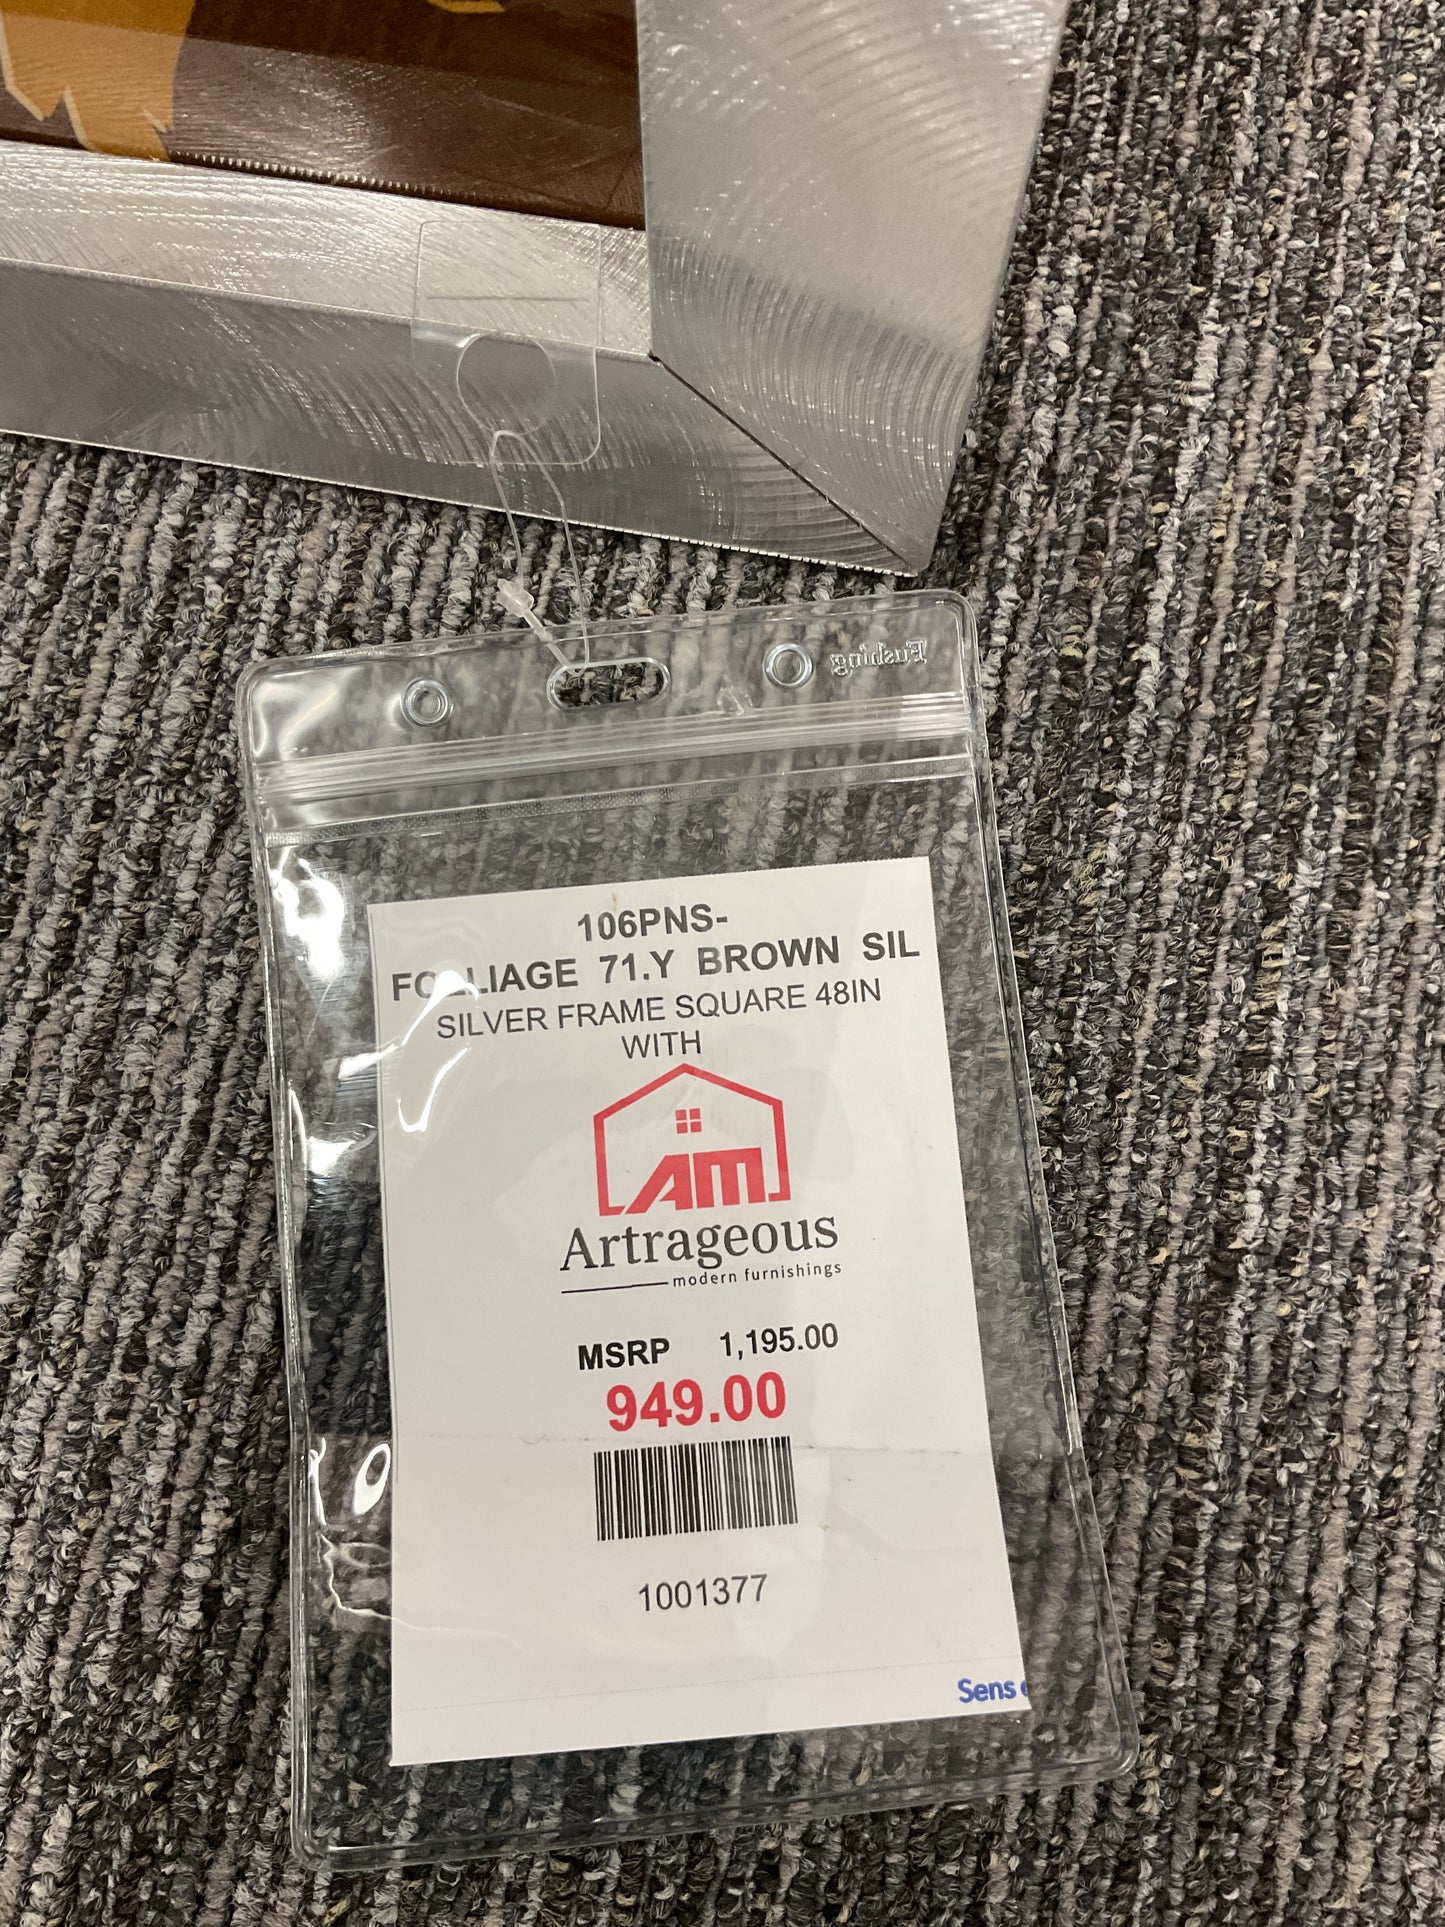 Fushing
106PNS-
FOLLIAGE 71.Y BROWN SIL
SILVER FRAME SQUARE 48IN
WITH
AM
Artrageous
modern furnishings
MSRP 1,195.00
949.00
1001377
Sens